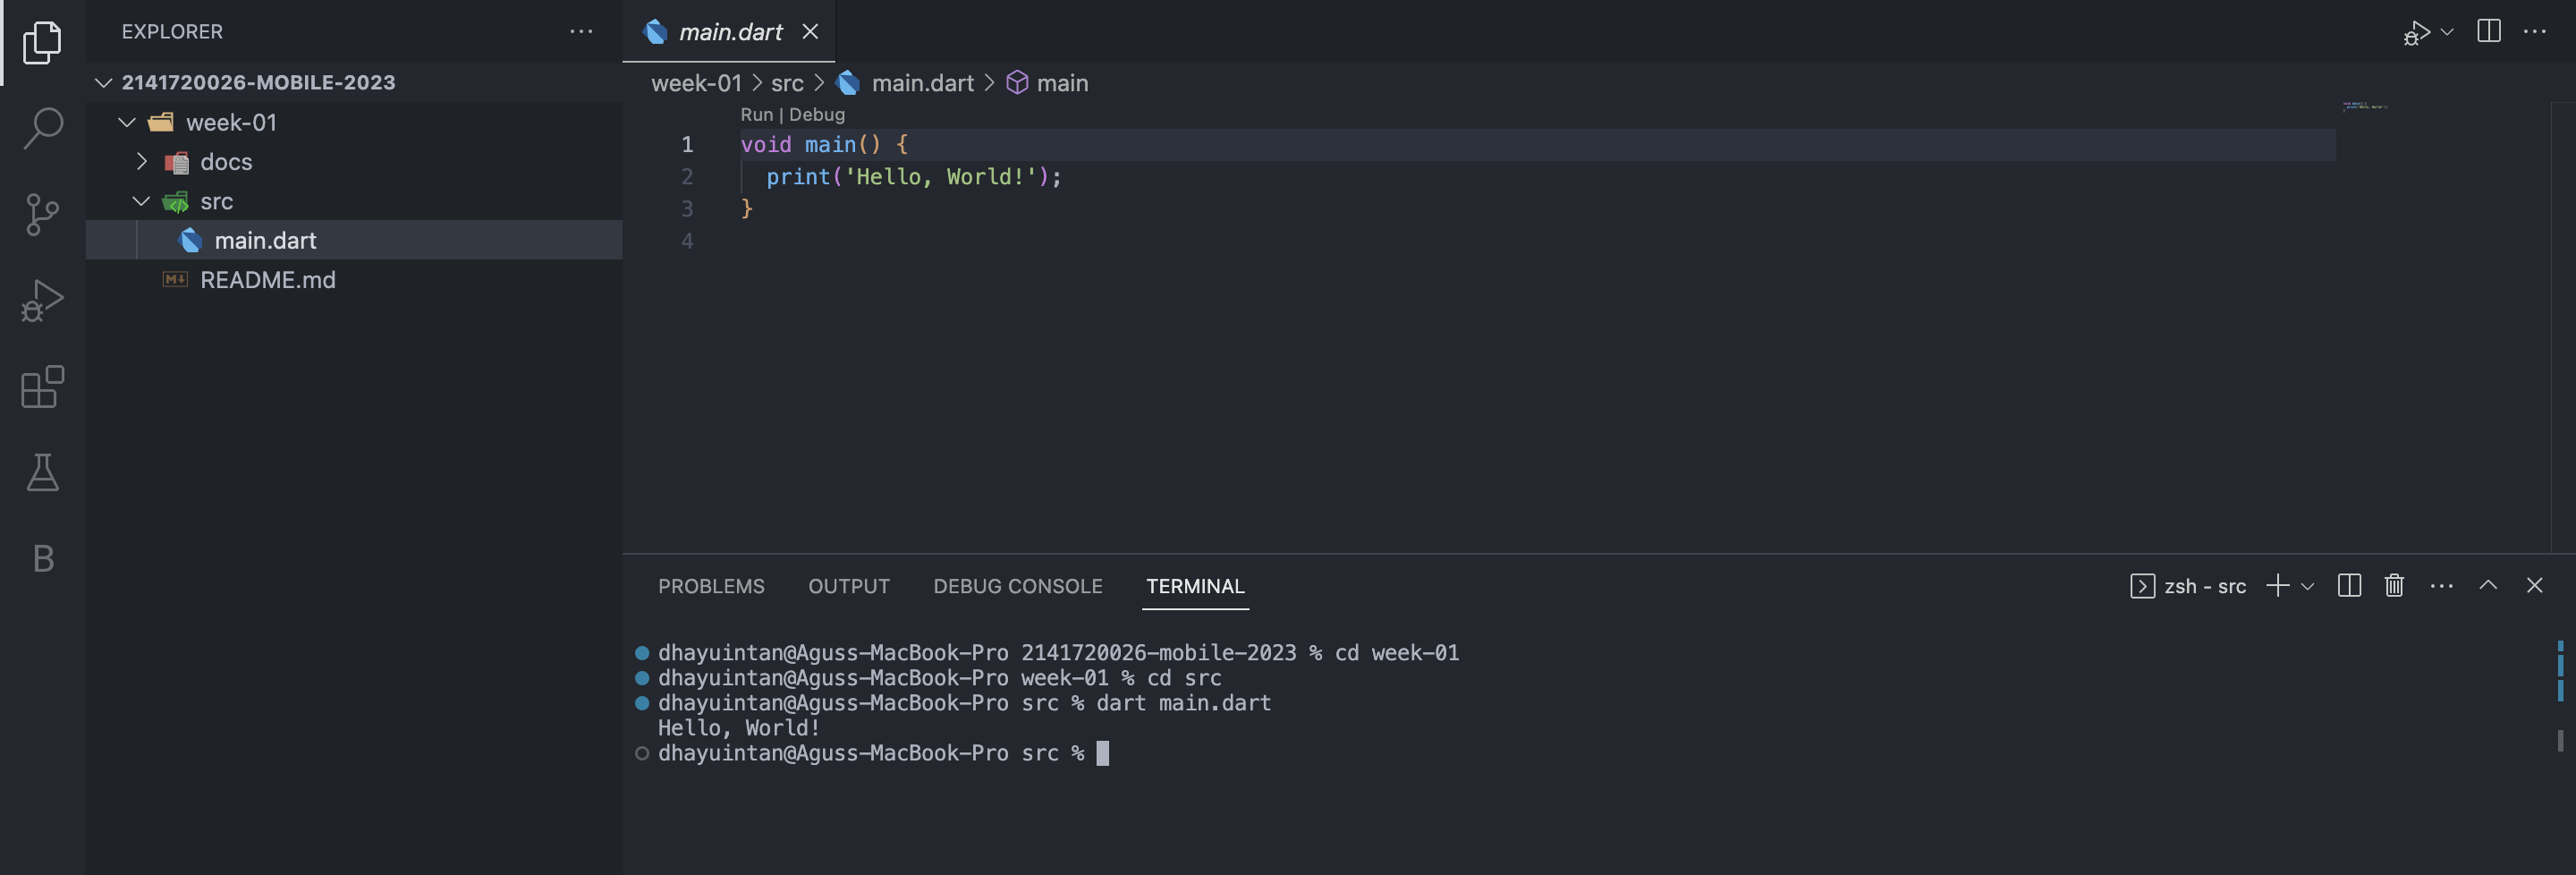 EXPLORER
2141720026-MOBILE-2023
week-01
docs
src
main.dart
README.md
B
main.dart
week-01 > src > main.dart > main
Run | Debug
1 void main() {
2 print('Hello, World!');
3 }
4
PROBLEMS OUTPUT DEBUG CONSOLE TERMINAL
zsh - src
dhayuintan@Aguss-MacBook-Pro 2141720026-mobile-2023 % cd week-01
dhayuintan@Aguss-MacBook-Pro week-01 % cd src
dhayuintan@Aguss-MacBook-Pro src % dart main.dart
Hello, World!
dhayuintan@Aguss-MacBook-Pro src %